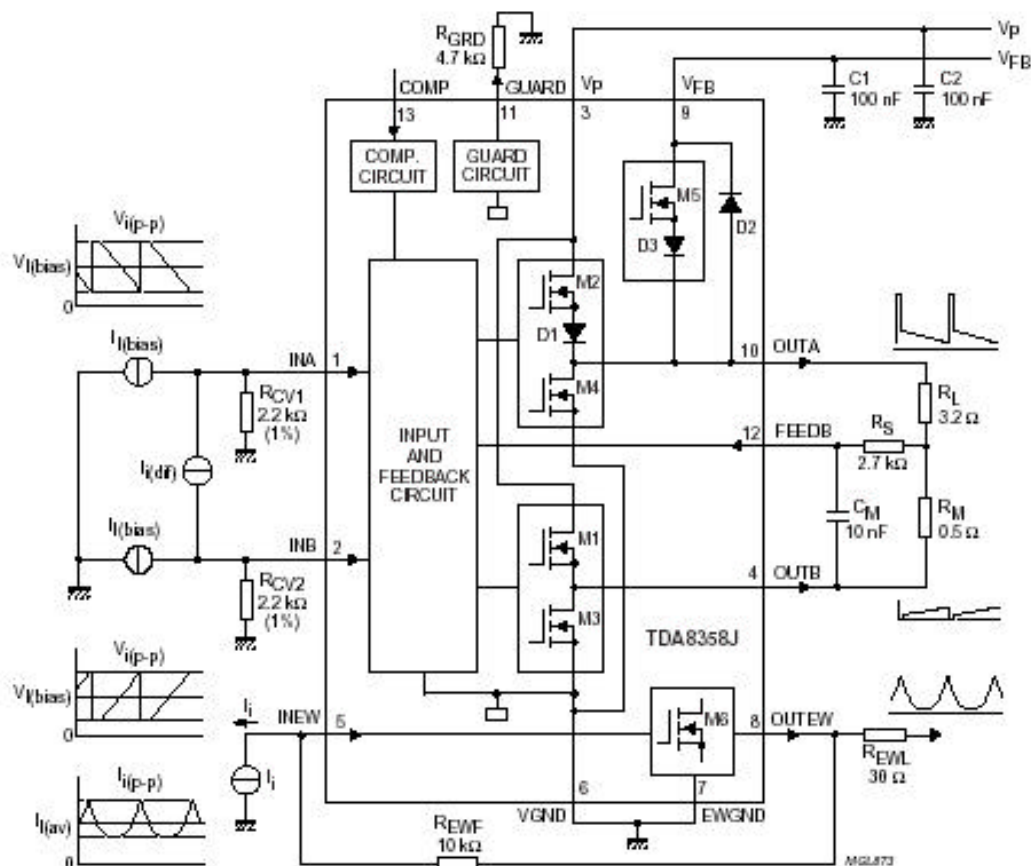 RGRD
4.7 kΩ
VP
VFB
C1
100 nF
C2
100 nF
COMP
GUARD
VP
VFB
13
11
3
9
COMP.
CIRCUIT
GUARD
CIRCUIT
M5
D3
D2
Vi(p-p)
VI(bias)
0
M2
D1
M4
II(bias)
INA
1
RCV1
2.2 kΩ
(1%)
10
OUTA
RL
3.2 Ω
INPUT
AND
FEEDBACK
CIRCUIT
12
FEEDB
RS
2.7 kΩ
Ii(dif)
CM
10 nF
RM
0.5 Ω
II(bias)
INB
2
M1
4
OUTB
RCV2
2.2 kΩ
(1%)
M3
TDA8358J
Vi(p-p)
VI(bias)
0
Ii
INEW
5
M6
8
OUTEW
REWL
30 Ω
Ii
Ii(p-p)
II(av)
0
6
7
VGND
EWGND
REWF
10 kΩ
MGL873